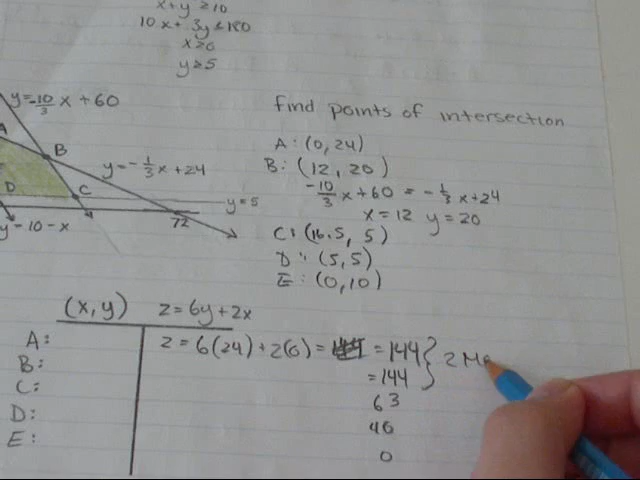 x+y ≥10
10x + 3y ≤ 180
x≥0
y≥5
y=-10/3 x + 60
A
B
y=-1/3 x + 24
D
C
y=5
72
y-10-x
Find points of intersection
A: (0, 24)
B: (12, 20)
-10/3 x + 60 = -1/3 x + 24
x=12 y=20
C: (16.5, 5)
D: (5,5)
E: (0,10)
(x,y) z=6y+2x
A: z=6(24)+2(0) = = 144
B: =144
C: 63
D: 40
E: 0